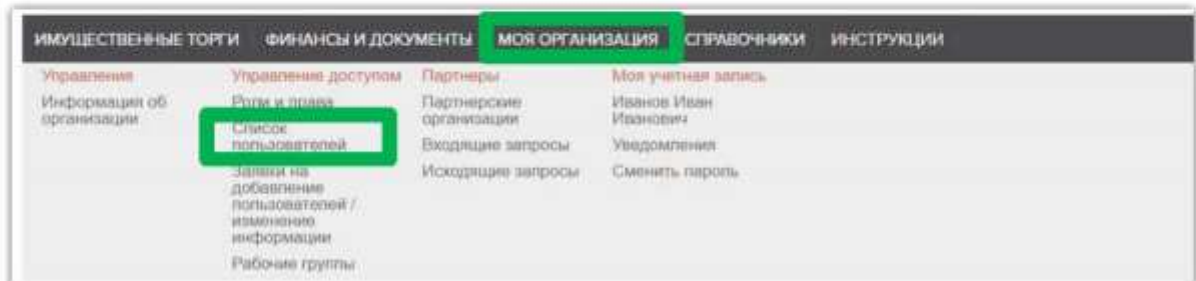 ИМУЩЕСТВЕННЫЕ ТОРГИ ФИНАНСЫ И ДОКУМЕНТЫ МОЯ ОРГАНИЗАЦИЯ СПРАВОЧНИКИ ИНСТРУКЦИИ
Управления
Информация об
организации
Управление доступом
Роли и права
Список
пользователей
Заявки на
добавление
пользователей /
изменение
информации
Рабочие группы
Партнеры
Партнерские
организации
Входящие запросы
Исходящие запросы
Моя учетная запись
Иванов Иван
Иванович
Уведомления
Сменить пароль